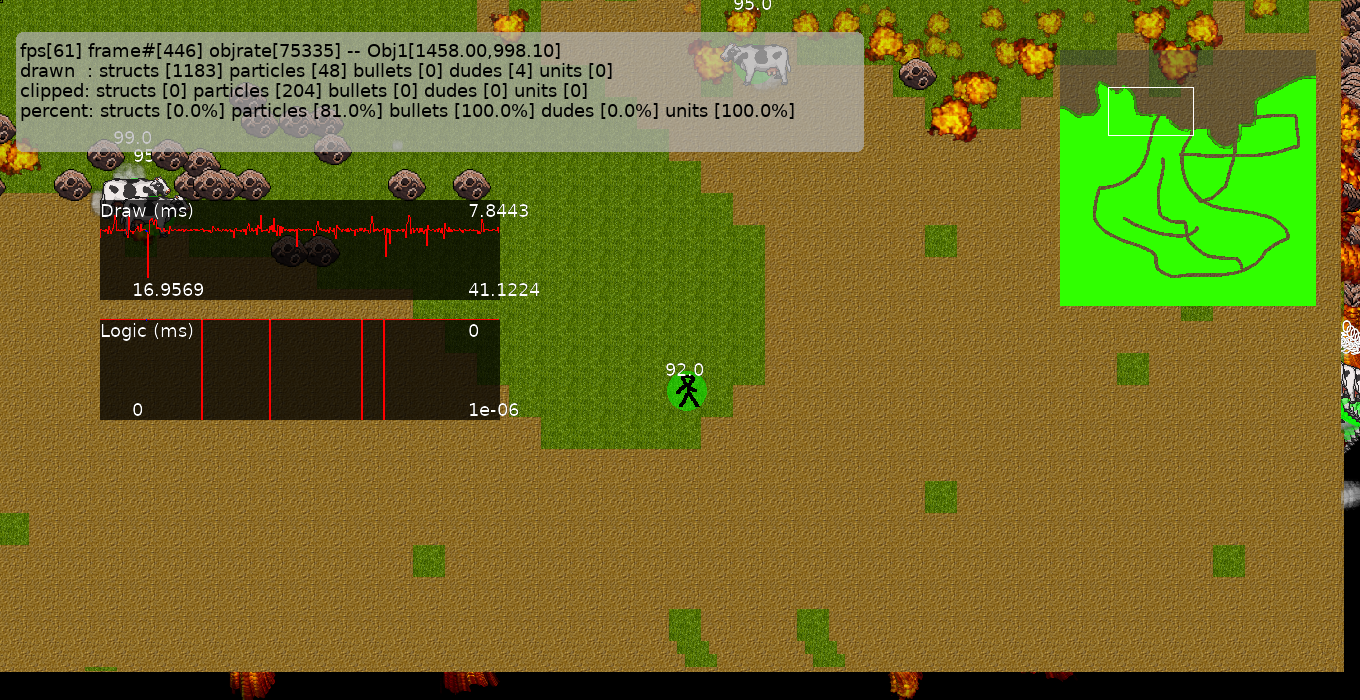 95.0
fps[61] frame#[446] objrate[75335] -- Obj1[1458.00,998.10]
drawn  : structs [1183] particles [48] bullets [0] dudes [4] units [0]
clipped: structs [0] particles [204] bullets [0] dudes [0] units [0]
percent: structs [0.0%] particles [81.0%] bullets [100.0%] dudes [0.0%] units [100.0%]
99.0
95
Draw (ms) 7.8443
16.9569 41.1224
Logic (ms) 0
0 1e-06
92.0